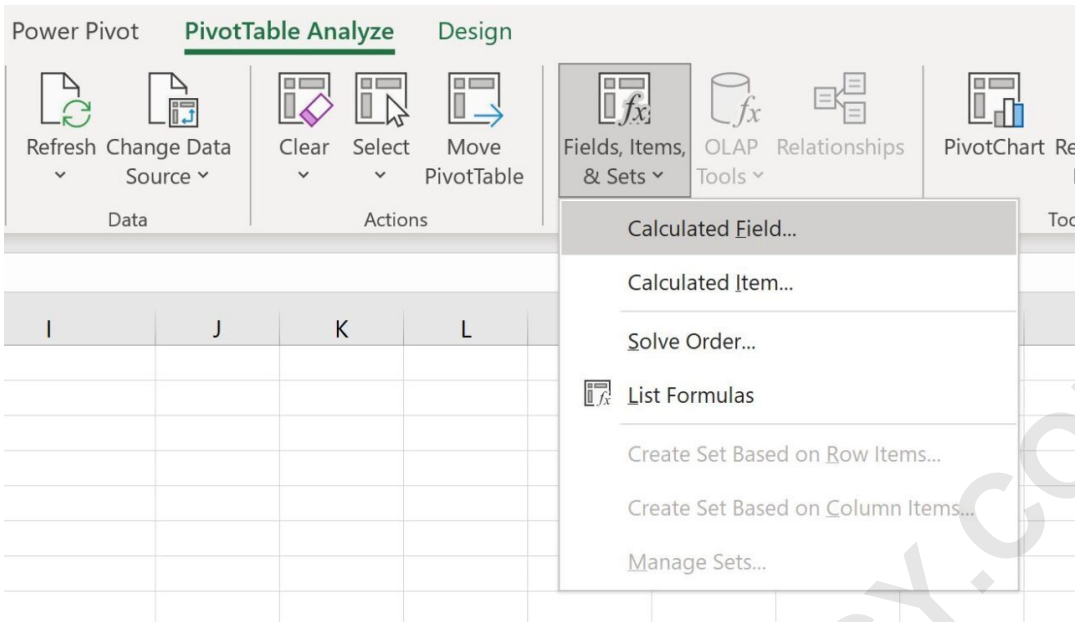 Power Pivot PivotTable Analyze Design
Refresh Change Data Source
Clear Select Move PivotTable
Fields, Items, & Sets OLAP Tools Relationships
PivotChart Re
Data Actions Too
Calculated Field...
Calculated Item...
Solve Order...
List Formulas
Create Set Based on Row Items...
Create Set Based on Column Items...
Manage Sets...
I J K L